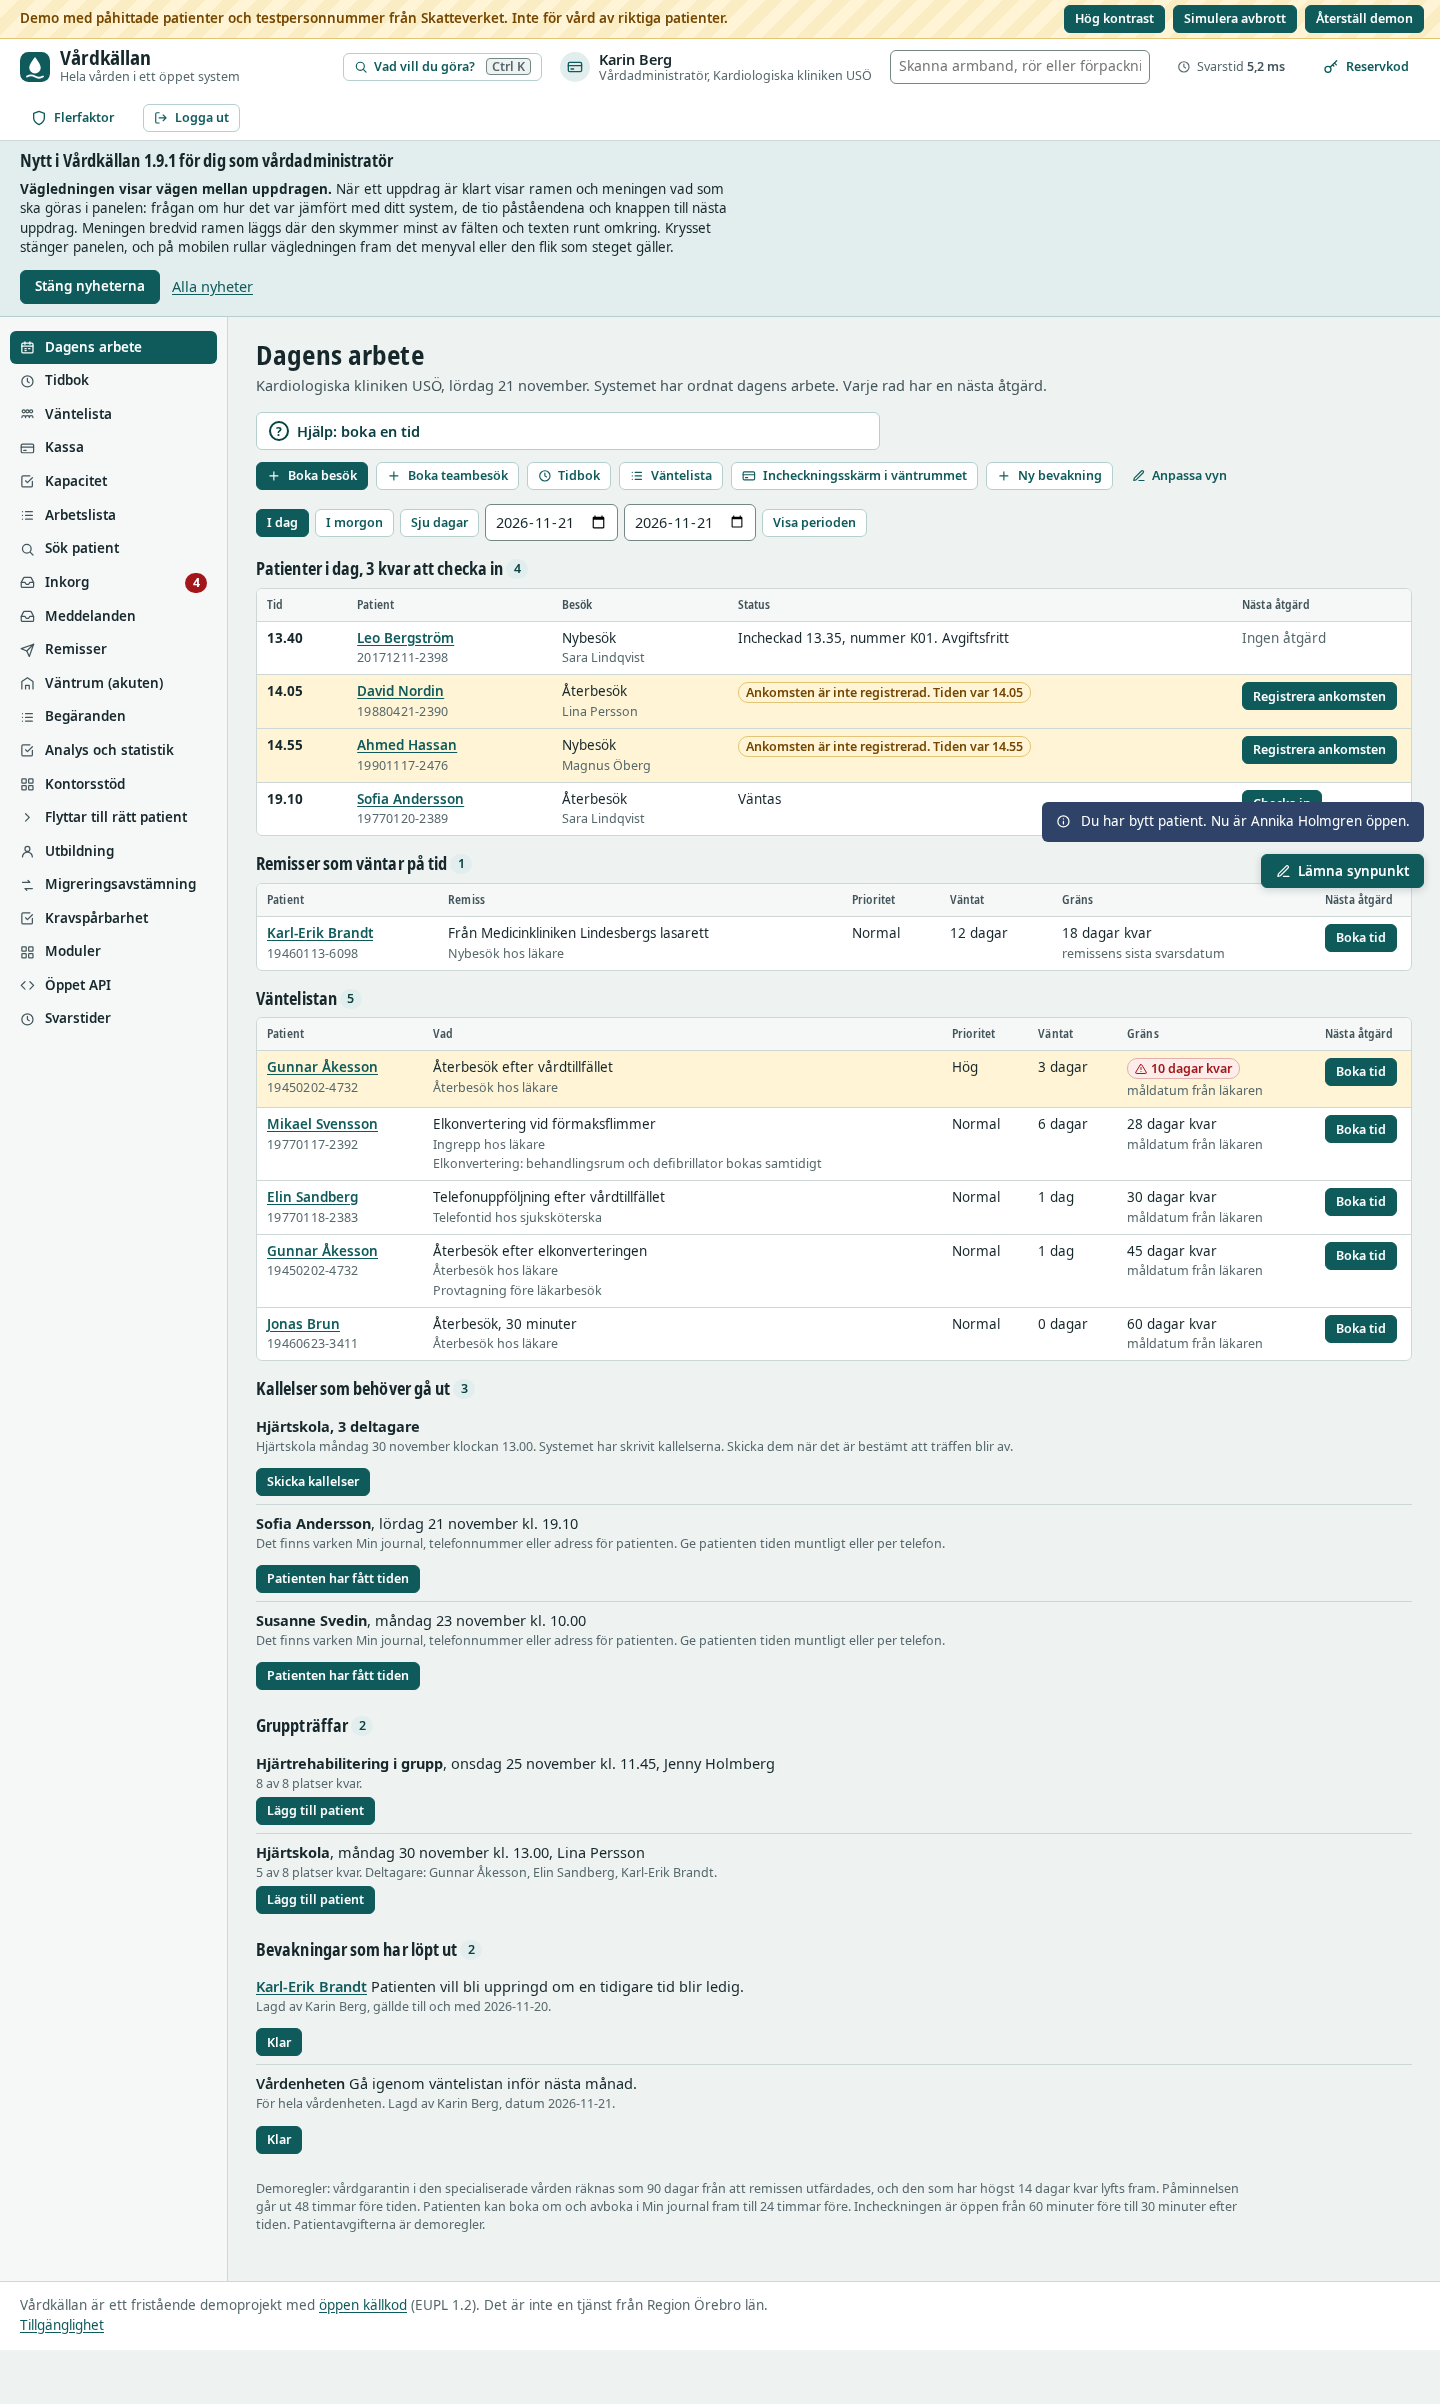 Demo med påhittade patienter och testpersonnummer från Skatteverket. Inte för vård av riktiga patienter.
Hög kontrast
Simulera avbrott
Återställ demon
Vårdkällan
Hela vården i ett öppet system
Vad vill du göra? Ctrl K
Karin Berg
Vårdadministratör, Kardiologiska kliniken USÖ
Skanna armband, rör eller förpackni
Svarstid 5,2 ms
Reservkod
Flerfaktor
Logga ut
Nytt i Vårdkällan 1.9.1 för dig som vårdadministratör
Vägledningen visar vägen mellan uppdragen. När ett uppdrag är klart visar ramen och meningen vad som
ska göras i panelen: frågan om hur det var jämfört med ditt system, de tio påståendena och knappen till nästa
uppdrag. Meningen bredvid ramen läggs där den skymmer minst av fälten och texten runt omkring. Krysset
stänger panelen, och på mobilen rullar vägledningen fram det menyval eller den flik som steget gäller.
Stäng nyheterna
Alla nyheter
Dagens arbete
Tidbok
Väntelista
Kassa
Kapacitet
Arbetslista
Sök patient
Inkorg 4
Meddelanden
Remisser
Väntrum (akuten)
Begäranden
Analys och statistik
Kontorsstöd
Flyttar till rätt patient
Utbildning
Migreringsavstämning
Kravspårbarhet
Moduler
Öppet API
Svarstider
Dagens arbete
Kardiologiska kliniken USÖ, lördag 21 november. Systemet har ordnat dagens arbete. Varje rad har en nästa åtgärd.
? Hjälp: boka en tid
Boka besök
Boka teambesök
Tidbok
Väntelista
Incheckningsskärm i väntrummet
Ny bevakning
Anpassa vyn
I dag
I morgon
Sju dagar
2026-11-21
2026-11-21
Visa perioden
Patienter i dag, 3 kvar att checka in 4
Tid Patient Besök Status Nästa åtgärd
13.40 Leo Bergström Nybesök Incheckad 13.35, nummer K01. Avgiftsfritt Ingen åtgärd
20171211-2398 Sara Lindqvist
14.05 David Nordin Återbesök Ankomsten är inte registrerad. Tiden var 14.05 Registrera ankomsten
19880421-2390 Lina Persson
14.55 Ahmed Hassan Nybesök Ankomsten är inte registrerad. Tiden var 14.55 Registrera ankomsten
19901117-2476 Magnus Öberg
19.10 Sofia Andersson Återbesök Väntas
19770120-2389 Sara Lindqvist
Du har bytt patient. Nu är Annika Holmgren öppen.
Lämna synpunkt
Remisser som väntar på tid 1
Patient Remiss Prioritet Väntat Gräns Nästa åtgärd
Karl-Erik Brandt Från Medicinkliniken Lindesbergs lasarett Normal 12 dagar 18 dagar kvar Boka tid
19460113-6098 Nybesök hos läkare remissens sista svarsdatum
Väntelistan 5
Patient Vad Prioritet Väntat Gräns Nästa åtgärd
Gunnar Åkesson Återbesök efter vårdtillfället Hög 3 dagar 10 dagar kvar Boka tid
19450202-4732 Återbesök hos läkare måldatum från läkaren
Mikael Svensson Elkonvertering vid förmaksflimmer Normal 6 dagar 28 dagar kvar Boka tid
19770117-2392 Ingrepp hos läkare måldatum från läkaren
Elkonvertering: behandlingsrum och defibrillator bokas samtidigt
Elin Sandberg Telefonuppföljning efter vårdtillfället Normal 1 dag 30 dagar kvar Boka tid
19770118-2383 Telefontid hos sjuksköterska måldatum från läkaren
Gunnar Åkesson Återbesök efter elkonverteringen Normal 1 dag 45 dagar kvar Boka tid
19450202-4732 Återbesök hos läkare måldatum från läkaren
Provtagning före läkarbesök
Jonas Brun Återbesök, 30 minuter Normal 0 dagar 60 dagar kvar Boka tid
19460623-3411 Återbesök hos läkare måldatum från läkaren
Kallelser som behöver gå ut 3
Hjärtskola, 3 deltagare
Hjärtskola måndag 30 november klockan 13.00. Systemet har skrivit kallelserna. Skicka dem när det är bestämt att träffen blir av.
Skicka kallelser
Sofia Andersson, lördag 21 november kl. 19.10
Det finns varken Min journal, telefonnummer eller adress för patienten. Ge patienten tiden muntligt eller per telefon.
Patienten har fått tiden
Susanne Svedin, måndag 23 november kl. 10.00
Det finns varken Min journal, telefonnummer eller adress för patienten. Ge patienten tiden muntligt eller per telefon.
Patienten har fått tiden
Gruppträffar 2
Hjärtrehabilitering i grupp, onsdag 25 november kl. 11.45, Jenny Holmberg
8 av 8 platser kvar.
Lägg till patient
Hjärtskola, måndag 30 november kl. 13.00, Lina Persson
5 av 8 platser kvar. Deltagare: Gunnar Åkesson, Elin Sandberg, Karl-Erik Brandt.
Lägg till patient
Bevakningar som har löpt ut 2
Karl-Erik Brandt Patienten vill bli uppringd om en tidigare tid blir ledig.
Lagd av Karin Berg, gällde till och med 2026-11-20.
Klar
Vårdenheten Gå igenom väntelistan inför nästa månad.
För hela vårdenheten. Lagd av Karin Berg, datum 2026-11-21.
Klar
Demoregler: vårdgarantin i den specialiserade vården räknas som 90 dagar från att remissen utfärdades, och den som har högst 14 dagar kvar lyfts fram. Påminnelsen
går ut 48 timmar före tiden. Patienten kan boka om och avboka i Min journal fram till 24 timmar före. Incheckningen är öppen från 60 minuter före till 30 minuter efter
tiden. Patientavgifterna är demoregler.
Vårdkällan är ett fristående demoprojekt med öppen källkod (EUPL 1.2). Det är inte en tjänst från Region Örebro län.
Tillgänglighet